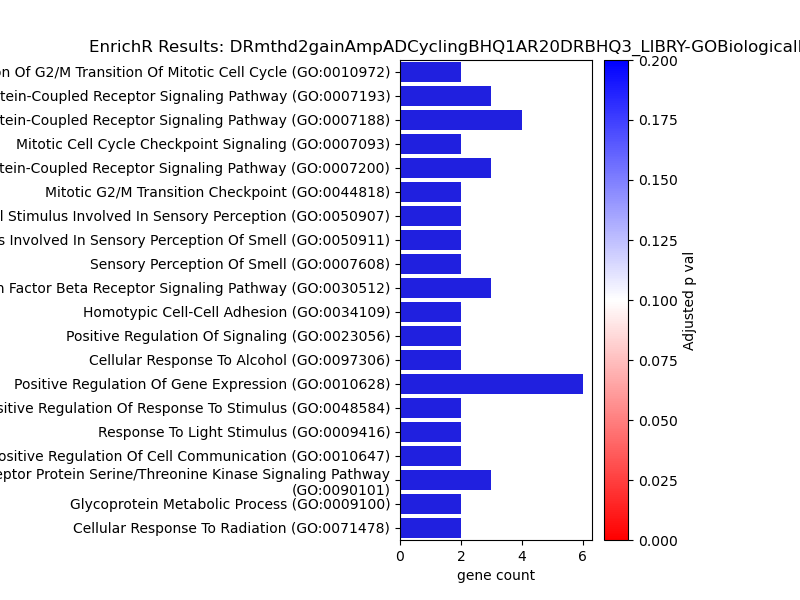 EnrichR Results: DRmthd2gainAmpADCyclingBHQ1AR20DRBHQ3_LIBRY-GOBiological
Of G2/M Transition Of Mitotic Cell Cycle (GO:0010972)
Receptor Signaling Pathway (GO:0007193)
Receptor Signaling Pathway (GO:0007188)
Mitotic Cell Cycle Checkpoint Signaling (GO:0007093)
Receptor Signaling Pathway (GO:0007200)
Mitotic G2/M Transition Checkpoint (GO:0044818)
Stimulus Involved In Sensory Perception (GO:0050907)
Involved In Sensory Perception Of Smell (GO:0050911)
Sensory Perception Of Smell (GO:0007608)
Factor Beta Receptor Signaling Pathway (GO:0030512)
Homotypic Cell-Cell Adhesion (GO:0034109)
Positive Regulation Of Signaling (GO:0023056)
Cellular Response To Alcohol (GO:0097306)
Positive Regulation Of Gene Expression (GO:0010628)
sitive Regulation Of Response To Stimulus (GO:0048584)
Response To Light Stimulus (GO:0009416)
ositive Regulation Of Cell Communication (GO:0010647)
eptor Protein Serine/Threonine Kinase Signaling Pathway
(GO:0090101)
Glycoprotein Metabolic Process (GO:0009100)
Cellular Response To Radiation (GO:0071478)
0 2 4 6
gene count
0.200
0.175
0.150
0.125
0.100
0.075
0.050
0.025
0.000
Adjusted p val